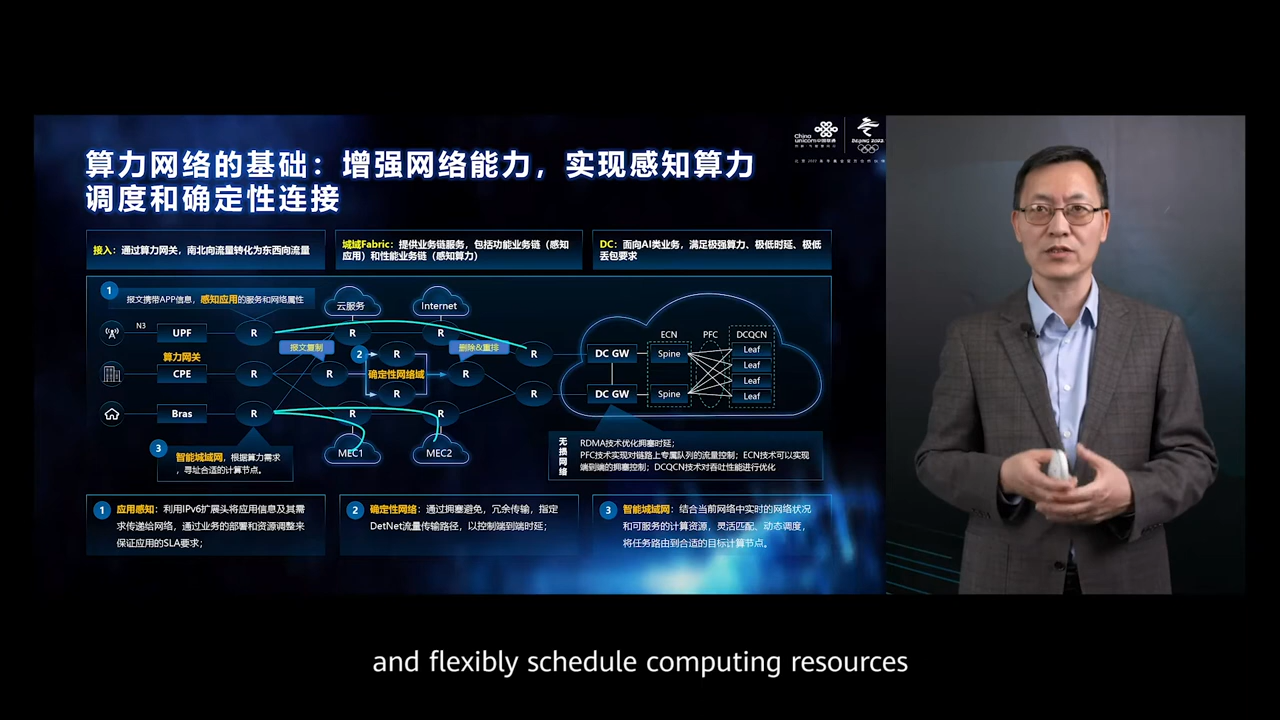 China
unicom中国联通
BEIJING 2022
算力网络的基础：增强网络能力，实现感知算力
调度和确定性连接
接入：通过算力网关，南北向流量转化为东西向流量
城域Fabric：提供业务链服务，包括功能业务链（感知
应用）和性能业务链（感知算力）
DC：面向AI类业务，满足极强算力、极低时延、极低
丢包要求
1
报文携带APP信息，感知应用的服务和网络属性
云服务
Internet
N3
UPF
R
R
R
算力网关
报文复制
2
R
删除&重排
R
CPE
R
R
确定性网络域
R
R
R
Bras
R
R
R
MEC1
MEC2
3
智能城域网，根据算力需求
，寻址合适的计算节点。
ECN
PFC
DCQCN
DC GW
Spine
Leaf
Leaf
Leaf
DC GW
Spine
Leaf
无损网络
RDMA技术优化拥塞时延；
PFC技术实现对链路上专属队列的流量控制；ECN技术可以实现
端到端的拥塞控制；DCQCN技术对吞吐性能进行优化
1
应用感知：利用IPv6扩展头将应用信息及其需
求传递给网络，通过业务的部署和资源调整来
保证应用的SLA要求；
2
确定性网络：通过拥塞避免，冗余传输，指定
DetNet流量传输路径，以控制端到端时延；
3
智能城域网：结合当前网络中实时的网络状况
和可服务的计算资源，灵活匹配、动态调度，
将任务路由到合适的目标计算节点。
and flexibly schedule computing resources